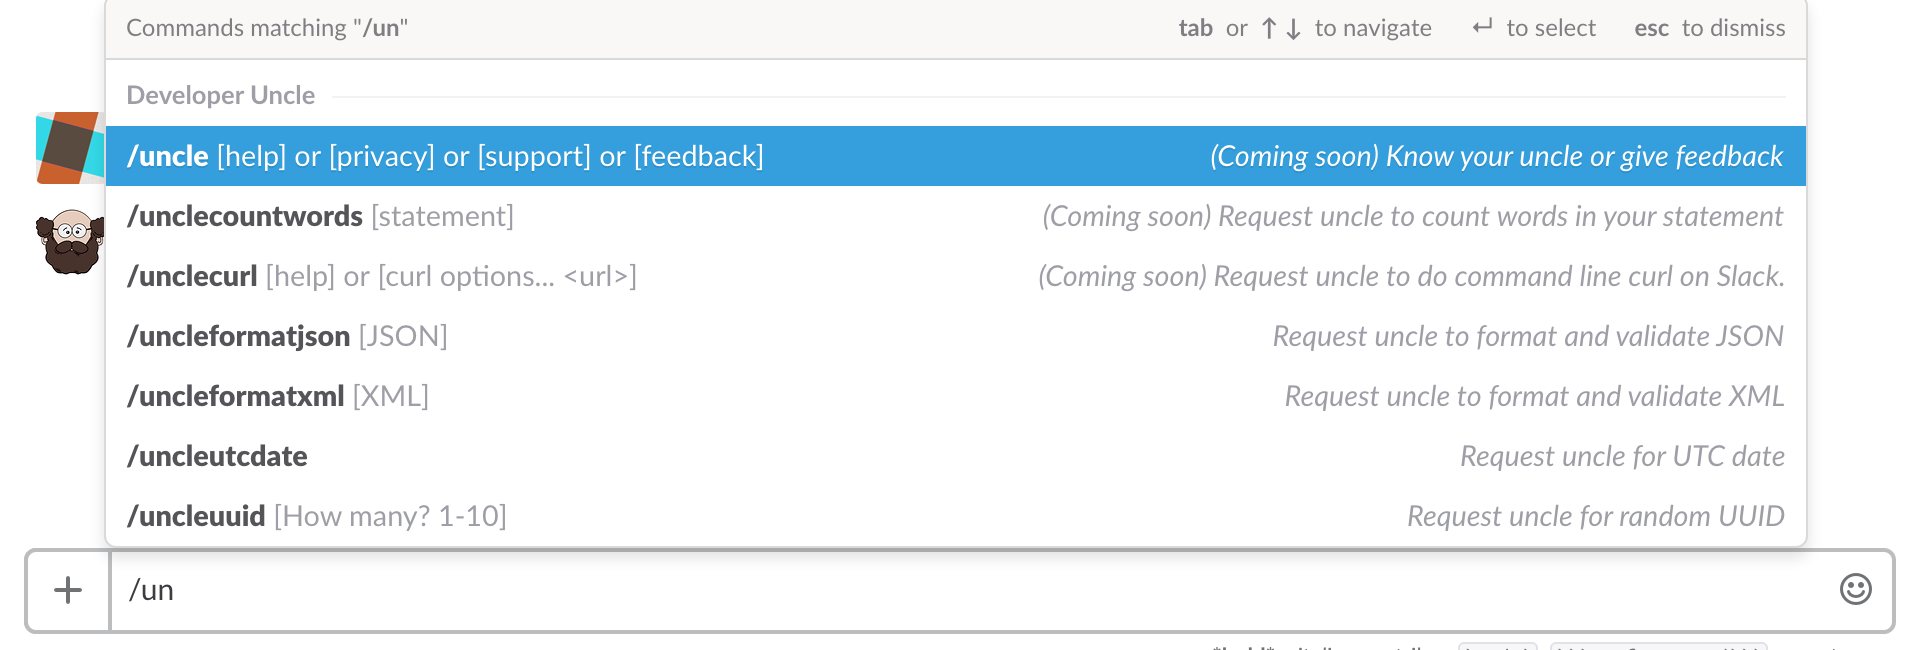 Commands matching "/un" tab or ↑ ↓ to navigate ↵ to select esc to dismiss
Developer Uncle
/uncle [help] or [privacy] or [support] or [feedback] (Coming soon) Know your uncle or give feedback
/unclecountwords [statement] (Coming soon) Request uncle to count words in your statement
/unclecurl [help] or [curl options... <url>] (Coming soon) Request uncle to do command line curl on Slack.
/uncleformatjson [JSON] Request uncle to format and validate JSON
/uncleformatxml [XML] Request uncle to format and validate XML
/uncleutcdate Request uncle for UTC date
/uncleuuid [How many? 1-10] Request uncle for random UUID
/un